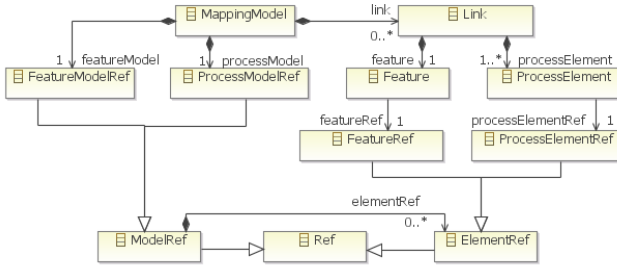 MappingModel
link
0..*
Link
1
featureModel
1
processModel
feature
1
1..*
processElement
FeatureModelRef
ProcessModelRef
Feature
ProcessElement
featureRef
1
processElementRef
1
FeatureRef
ProcessElementRef
elementRef
0..*
ModelRef
Ref
ElementRef